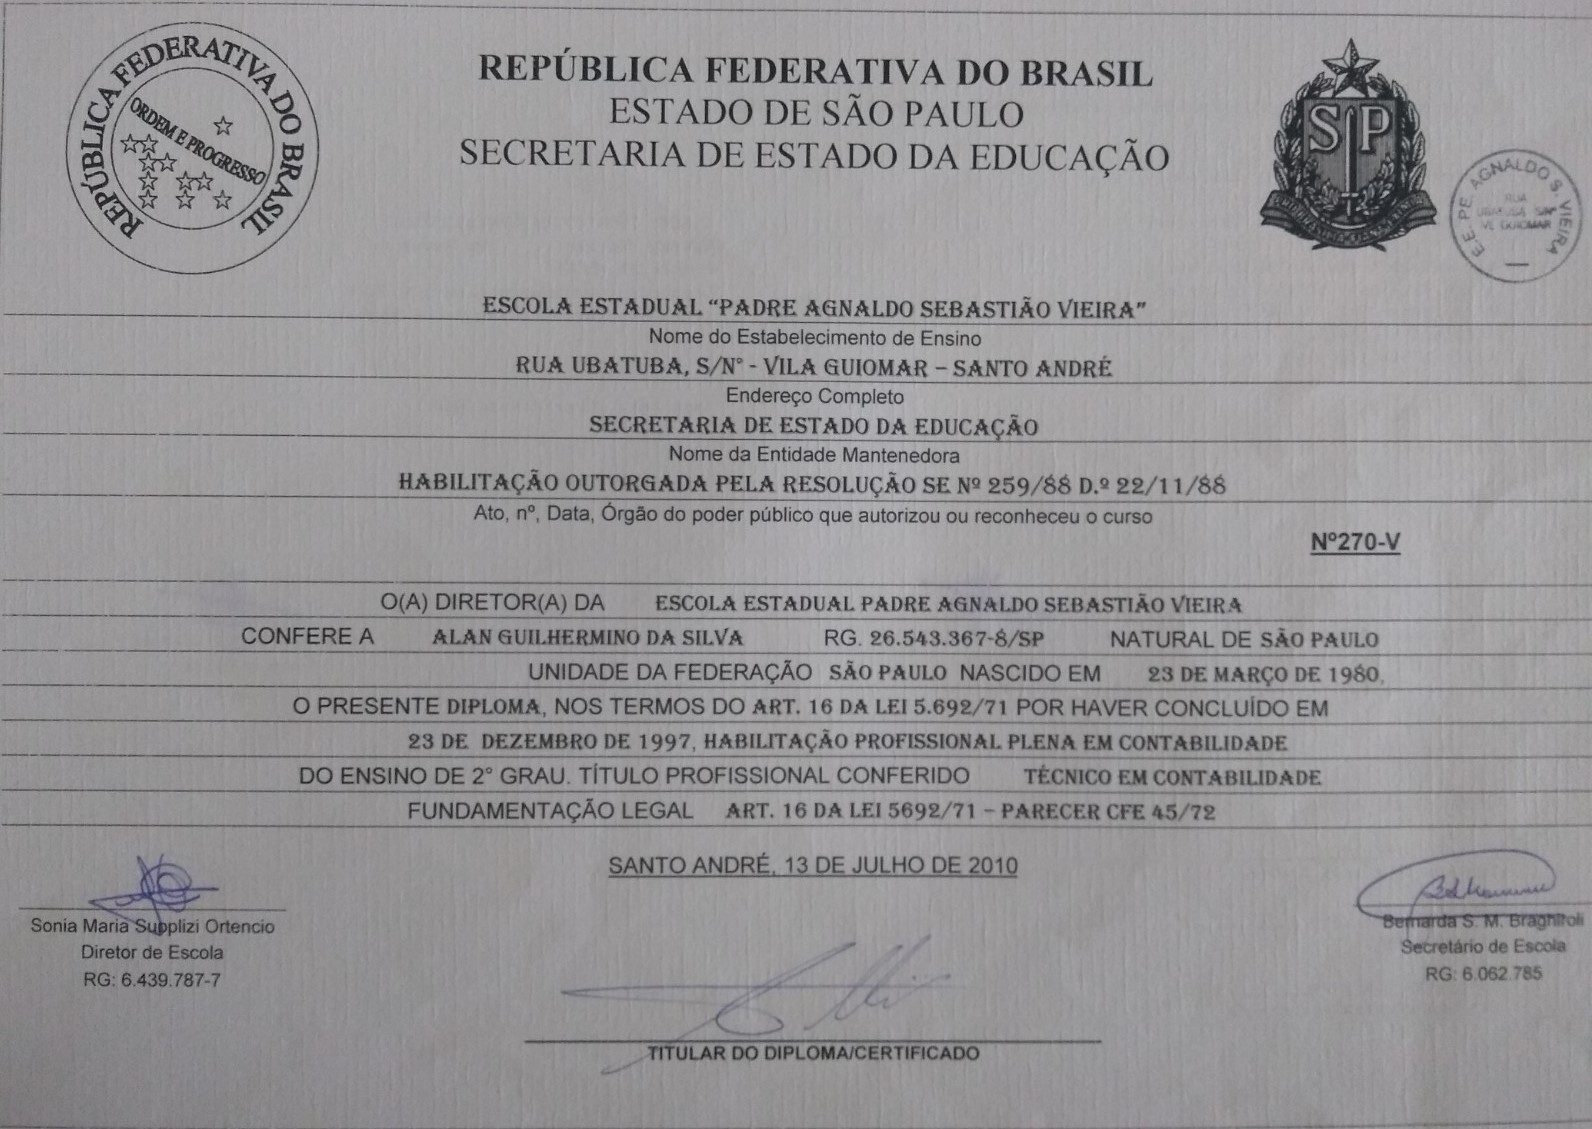 REPÚBLICA FEDERATIVA DO BRASIL
ORDEM E PROGRESSO
REPÚBLICA FEDERATIVA DO BRASIL
ESTADO DE SÃO PAULO
SECRETARIA DE ESTADO DA EDUCAÇÃO
SP
E.E. PE. AGNALDO S. VIEIRA
RUA
UBATUBA S/Nº
VL GUIOMAR
ESCOLA ESTADUAL “PADRE AGNALDO SEBASTIÃO VIEIRA”
Nome do Estabelecimento de Ensino
RUA UBATUBA, S/N° - VILA GUIOMAR – SANTO ANDRÉ
Endereço Completo
SECRETARIA DE ESTADO DA EDUCAÇÃO
Nome da Entidade Mantenedora
HABILITAÇÃO OUTORGADA PELA RESOLUÇÃO SE Nº 259/88 D.º 22/11/88
Ato, nº, Data, Órgão do poder público que autorizou ou reconheceu o curso
Nº270-V
O(A) DIRETOR(A) DA ESCOLA ESTADUAL PADRE AGNALDO SEBASTIÃO VIEIRA
CONFERE A ALAN GUILHERMINO DA SILVA RG. 26.543.367-8/SP NATURAL DE SÃO PAULO
UNIDADE DA FEDERAÇÃO SÃO PAULO NASCIDO EM 23 DE MARÇO DE 1980,
O PRESENTE DIPLOMA, NOS TERMOS DO ART. 16 DA LEI 5.692/71 POR HAVER CONCLUÍDO EM
23 DE DEZEMBRO DE 1997, HABILITAÇÃO PROFISSIONAL PLENA EM CONTABILIDADE
DO ENSINO DE 2° GRAU. TÍTULO PROFISSIONAL CONFERIDO TÉCNICO EM CONTABILIDADE
FUNDAMENTAÇÃO LEGAL ART. 16 DA LEI 5692/71 – PARECER CFE 45/72
SANTO ANDRÉ, 13 DE JULHO DE 2010
Sonia Maria Supplizi Ortencio
Diretor de Escola
RG: 6.439.787-7
Bernarda S. M. Braghiroli
Secretário de Escola
RG: 6.062.785
TITULAR DO DIPLOMA/CERTIFICADO